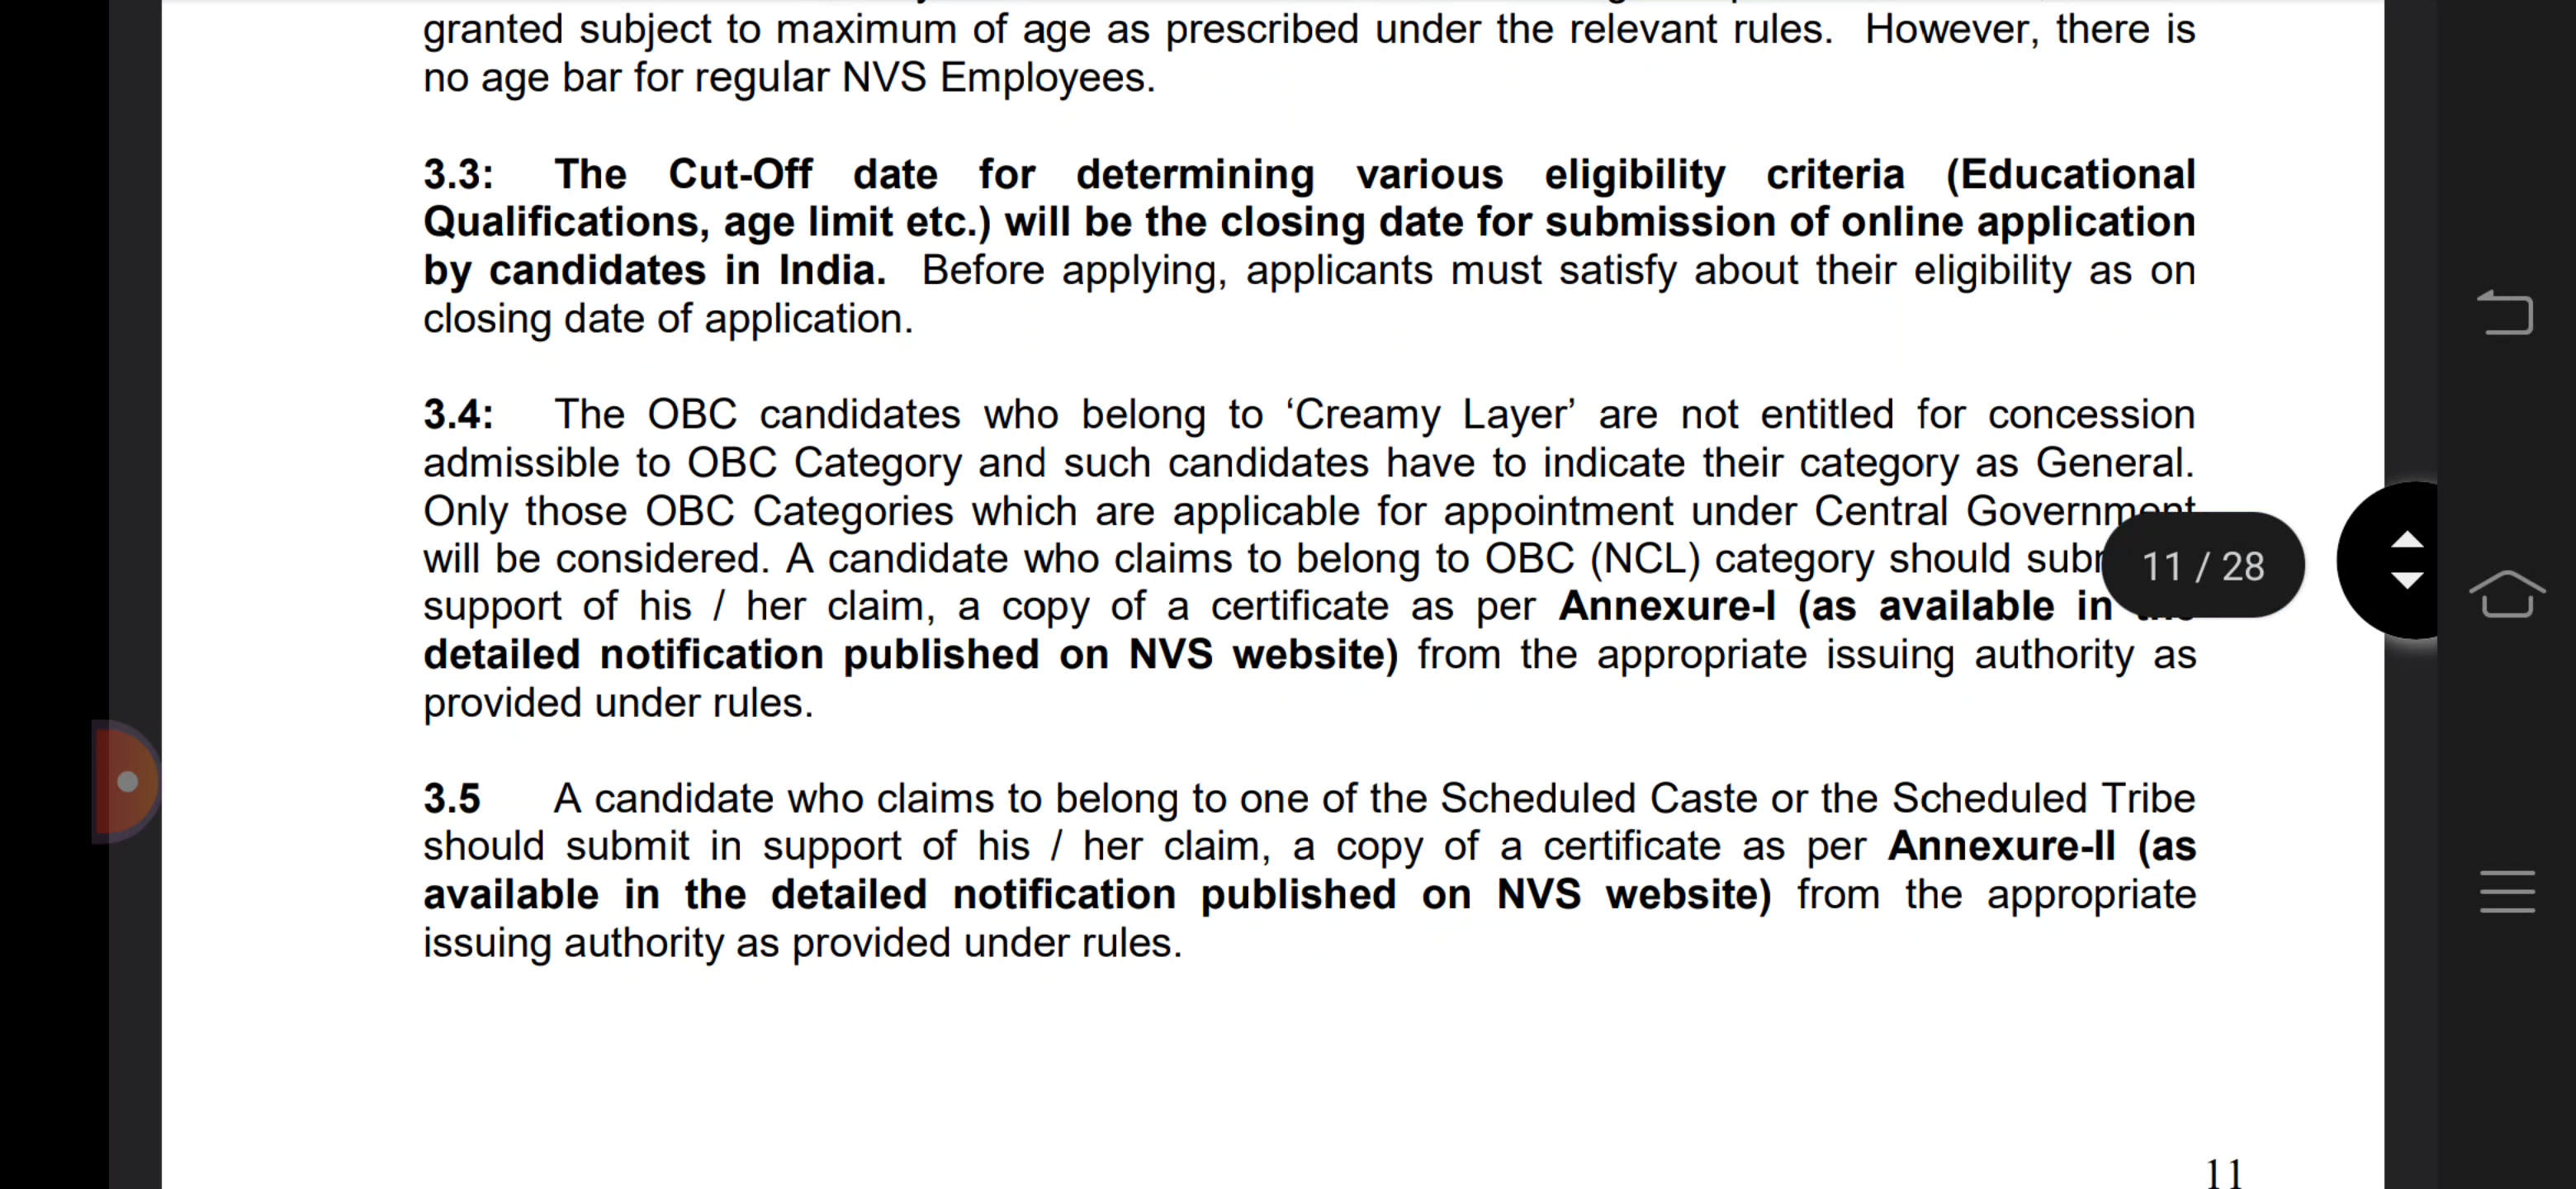 granted subject to maximum of age as prescribed under the relevant rules. However, there is
no age bar for regular NVS Employees.
3.3: The Cut-Off date for determining various eligibility criteria (Educational
Qualifications, age limit etc.) will be the closing date for submission of online application
by candidates in India. Before applying, applicants must satisfy about their eligibility as on
closing date of application.
3.4: The OBC candidates who belong to ‘Creamy Layer’ are not entitled for concession
admissible to OBC Category and such candidates have to indicate their category as General.
Only those OBC Categories which are applicable for appointment under Central Government
will be considered. A candidate who claims to belong to OBC (NCL) category should
support of his / her claim, a copy of a certificate as per Annexure-I (as available in
detailed notification published on NVS website) from the appropriate issuing authority as
provided under rules.
11 / 28
3.5 A candidate who claims to belong to one of the Scheduled Caste or the Scheduled Tribe
should submit in support of his / her claim, a copy of a certificate as per Annexure-II (as
available in the detailed notification published on NVS website) from the appropriate
issuing authority as provided under rules.
11